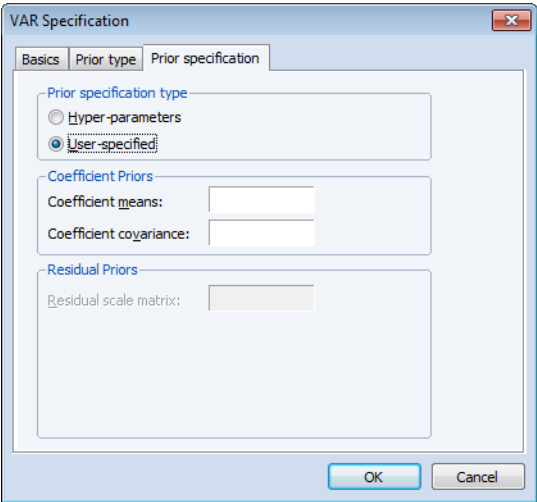 VAR Specification
Basics Prior type Prior specification
Prior specification type
Hyper-parameters
User-specified
Coefficient Priors
Coefficient means:
Coefficient covariance:
Residual Priors
Residual scale matrix:
OK Cancel